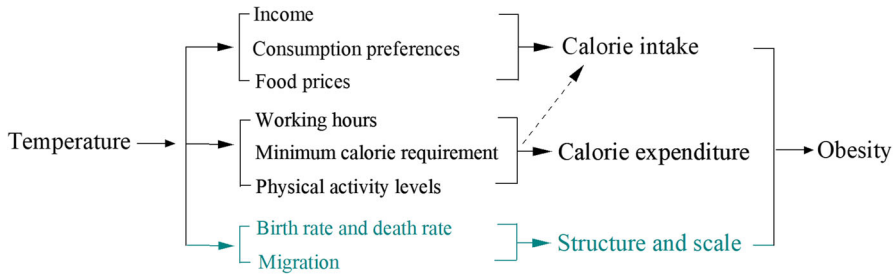 Income
Consumption preferences
Food prices
Calorie intake
Temperature
Working hours
Minimum calorie requirement
Physical activity levels
Calorie expenditure
Obesity
Birth rate and death rate
Migration
Structure and scale